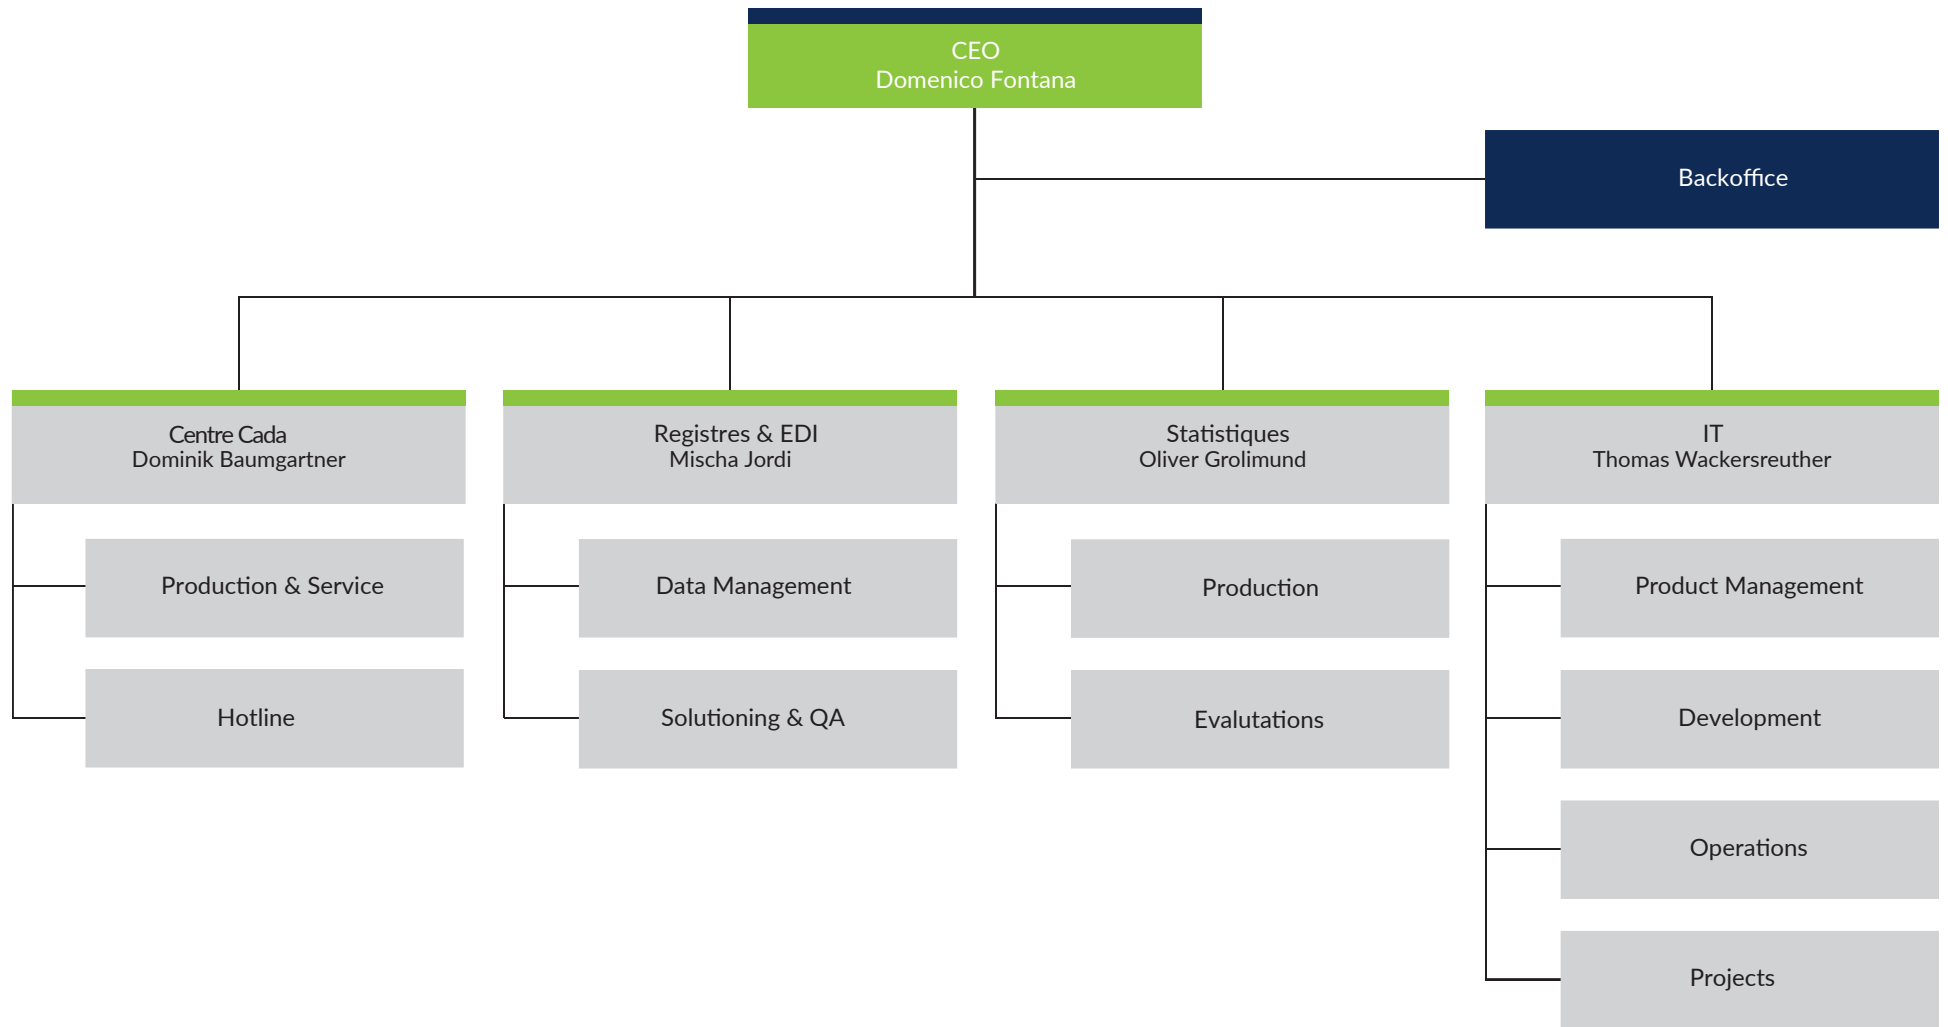 CEO
Domenico Fontana
Backoffice
Centre Cada
Dominik Baumgartner
Registres & EDI
Mischa Jordi
Statistiques
Oliver Grolimund
IT
Thomas Wackersreuther
Production & Service
Data Management
Production
Product Management
Hotline
Solutioning & QA
Evalutations
Development
Operations
Projects